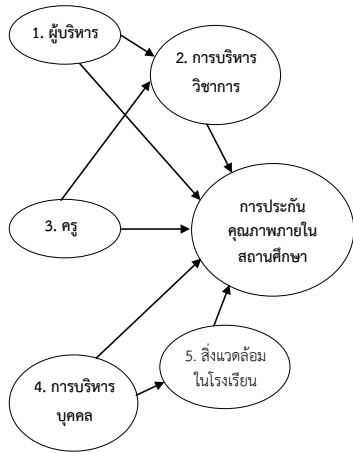 1. ผู้บริหาร
2. การบริหาร
วิชาการ
การประกัน
คุณภาพภายใน
สถานศึกษา
3. ครู
5. สิ่งแวดล้อม
ในโรงเรียน
4. การบริหาร
บุคคล